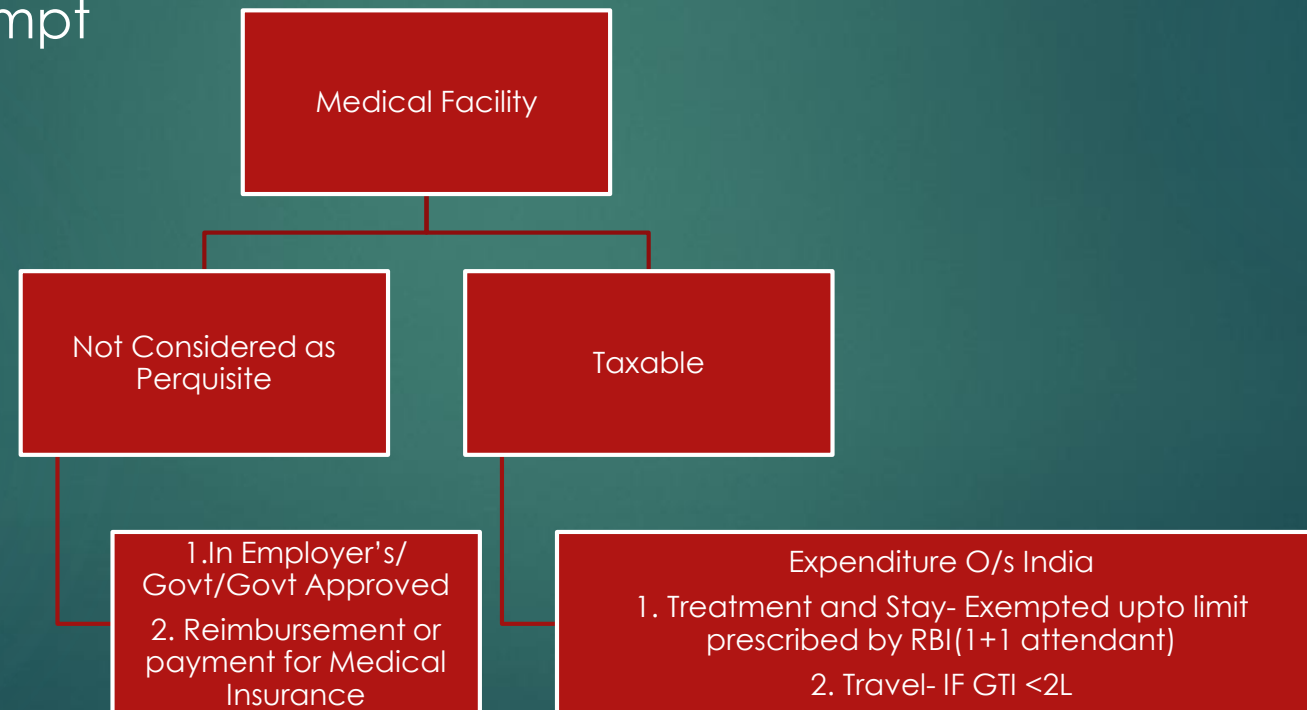 mpt
Medical Facility
Not Considered as
Perquisite
Taxable
1.In Employer’s/
Govt/Govt Approved
2. Reimbursement or
payment for Medical
Insurance
Expenditure O/s India
1. Treatment and Stay- Exempted upto limit
prescribed by RBI(1+1 attendant)
2. Travel- IF GTI <2L